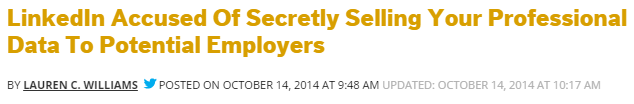 LinkedIn Accused Of Secretly Selling Your Professional
Data To Potential Employers
BY LAUREN C. WILLIAMS POSTED ON OCTOBER 14, 2014 AT 9:48 AM UPDATED: OCTOBER 14, 2014 AT 10:17 AM